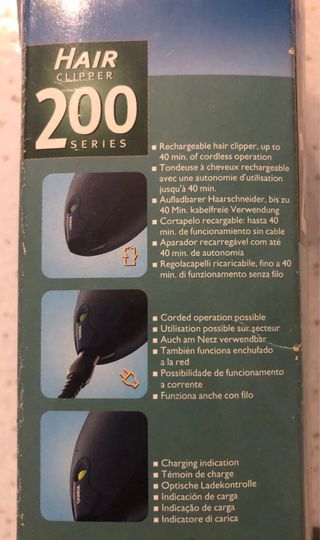 HAIR
CLIPPER
200
SERIES
▪ Rechargeable hair clipper, up to
40 min. of cordless operation
▪ Tondeuse à cheveux rechargeable
avec une autonomie d'utilisation
jusqu'à 40 min.
▪ Aufladbarer Haarschneider, bis zu
40 Min. kabelfreie Verwendung
▪ Cortapelo recargable: hasta 40
min. de funcionamiento sin cable
▪ Aparador recarregável com até
40 min. de autonomia
▪ Regolacapelli ricaricabile, fino a 40
min. di funzionamento senza filo
▪ Corded operation possible
▪ Utilisation possible sur secteur
▪ Auch am Netz verwendbar
▪ También funciona enchufado
a la red
▪ Possibilidade de funcionamento
a corrente
▪ Funziona anche con filo
▪ Charging indication
▪ Témoin de charge
▪ Optische Ladekontrolle
▪ Indicación de carga
▪ Indicação de carga
▪ Indicatore di carica